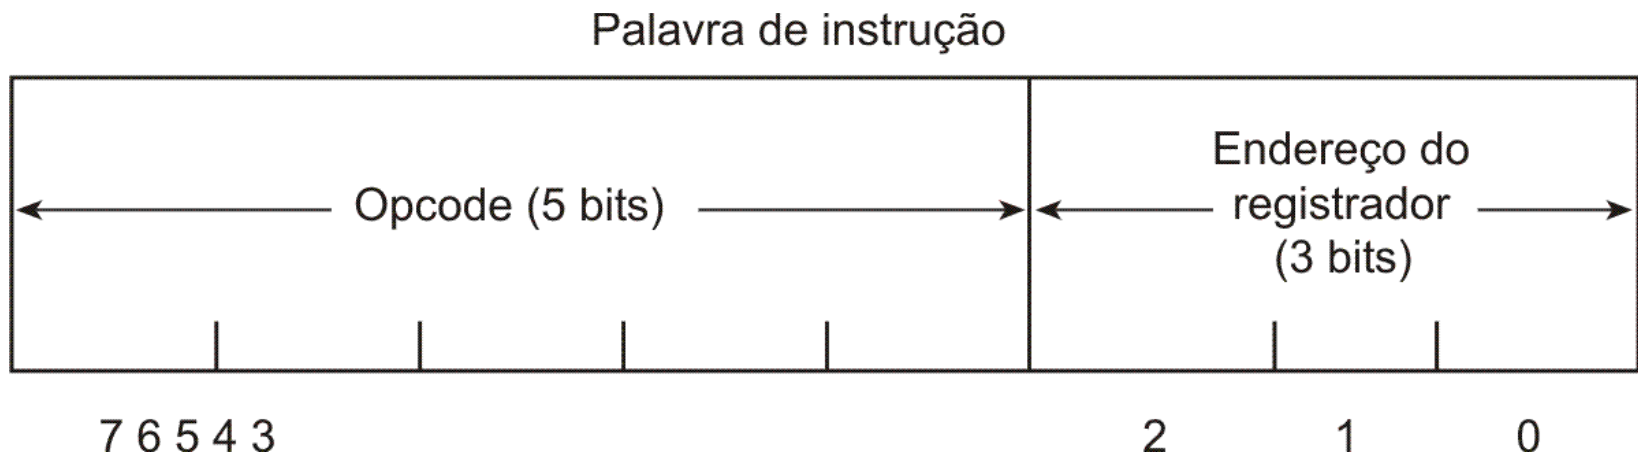 Palavra de instrução
Opcode (5 bits)
Endereço do
registrador
(3 bits)
7 6 5 4 3 2 1 0